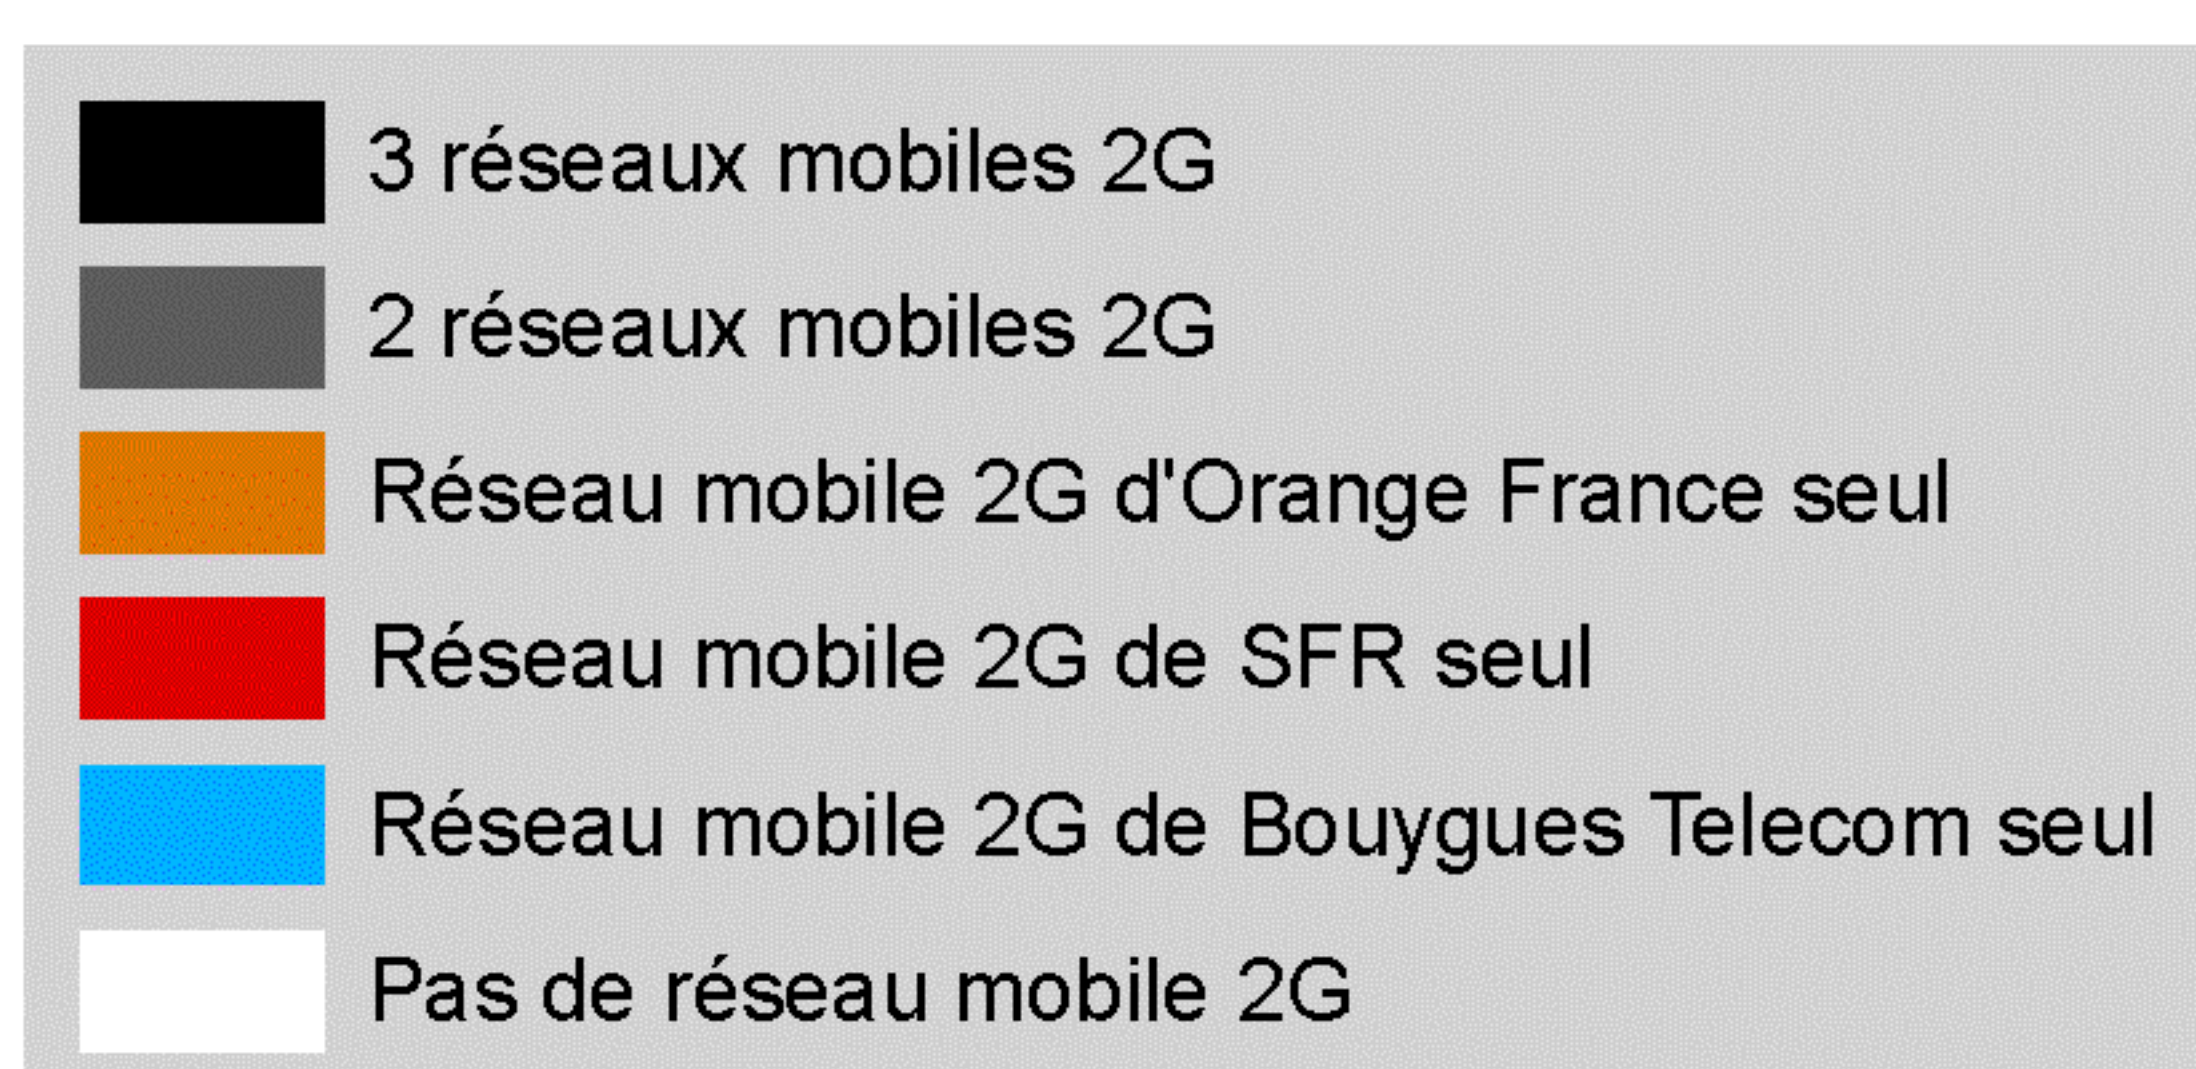 3 réseaux mobiles 2G
2 réseaux mobiles 2G
Réseau mobile 2G d'Orange France seul
Réseau mobile 2G de SFR seul
Réseau mobile 2G de Bouygues Telecom seul
Pas de réseau mobile 2G